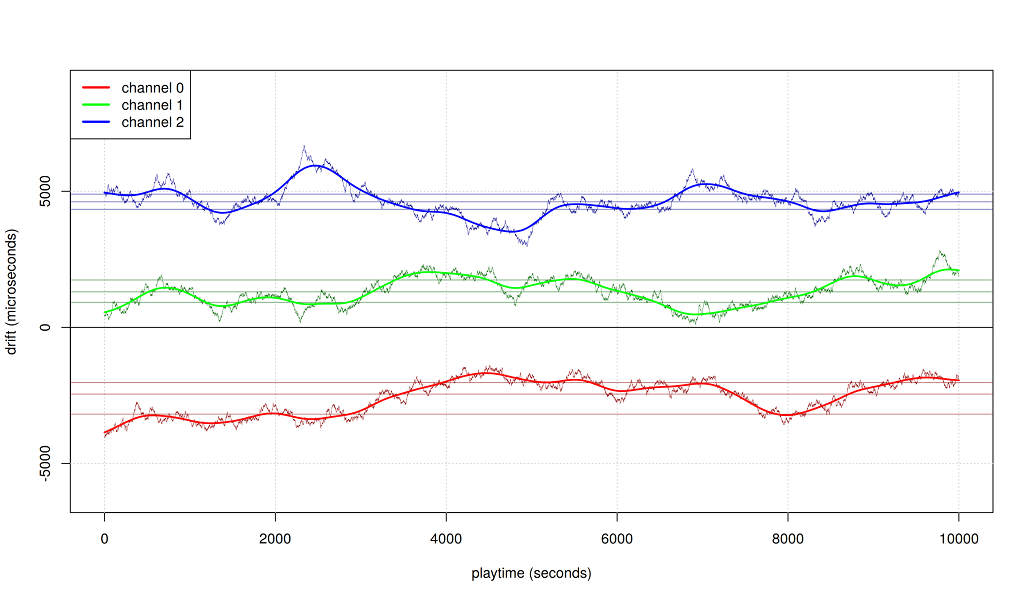 channel 0
channel 1
channel 2
drift (microseconds)
5000
0
-5000
0 2000 4000 6000 8000 10000
playtime (seconds)